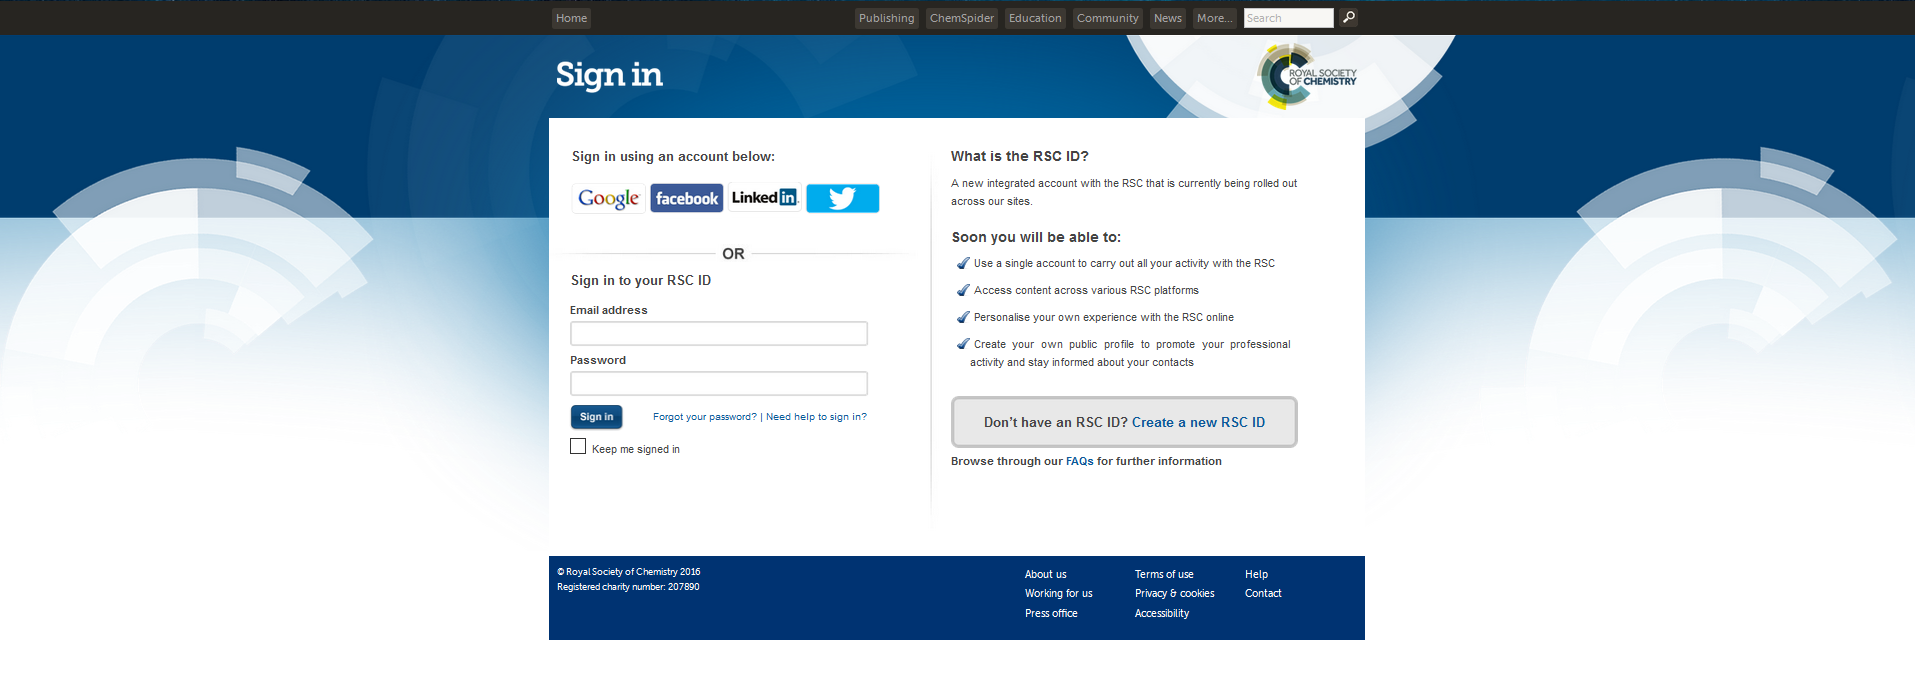 Home
Publishing
ChemSpider
Education
Community
News
More...
Search
Sign in
ROYAL SOCIETY
OF CHEMISTRY
Sign in using an account below:
Google
facebook
Linked in
OR
Sign in to your RSC ID
Email address
Password
Sign in
Forgot your password? | Need help to sign in?
Keep me signed in
What is the RSC ID?
A new integrated account with the RSC that is currently being rolled out
across our sites.
Soon you will be able to:
Use a single account to carry out all your activity with the RSC
Access content across various RSC platforms
Personalise your own experience with the RSC online
Create your own public profile to promote your professional
activity and stay informed about your contacts
Don't have an RSC ID? Create a new RSC ID
Browse through our FAQs for further information
© Royal Society of Chemistry 2016
Registered charity number: 207890
About us
Working for us
Press office
Terms of use
Privacy & cookies
Accessibility
Help
Contact